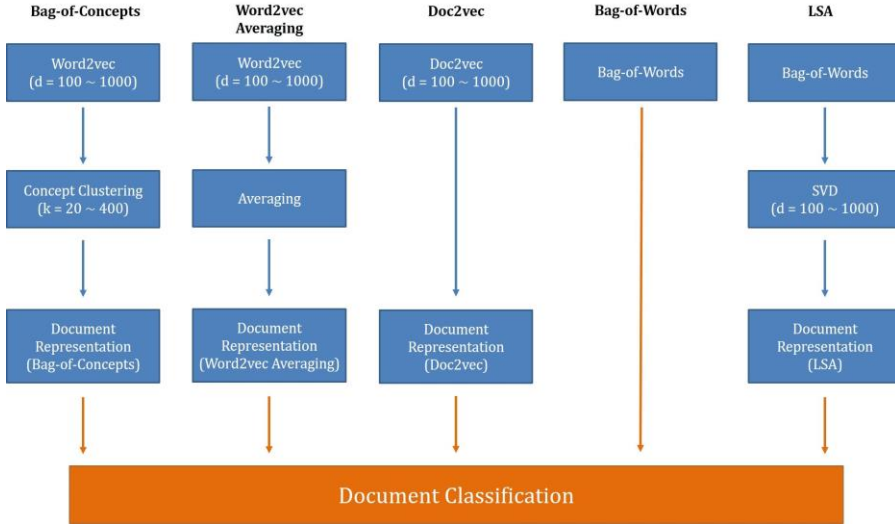 Bag-of-Concepts
Word2vec
Averaging
Doc2vec
Bag-of-Words
LSA
Word2vec
(d = 100 ~ 1000)
Word2vec
(d = 100 ~ 1000)
Doc2vec
(d = 100 ~ 1000)
Bag-of-Words
Bag-of-Words
Concept Clustering
(k = 20 ~ 400)
Averaging
SVD
(d = 100 ~ 1000)
Document
Representation
(Bag-of-Concepts)
Document
Representation
(Word2vec Averaging)
Document
Representation
(Doc2vec)
Document
Representation
(LSA)
Document Classification